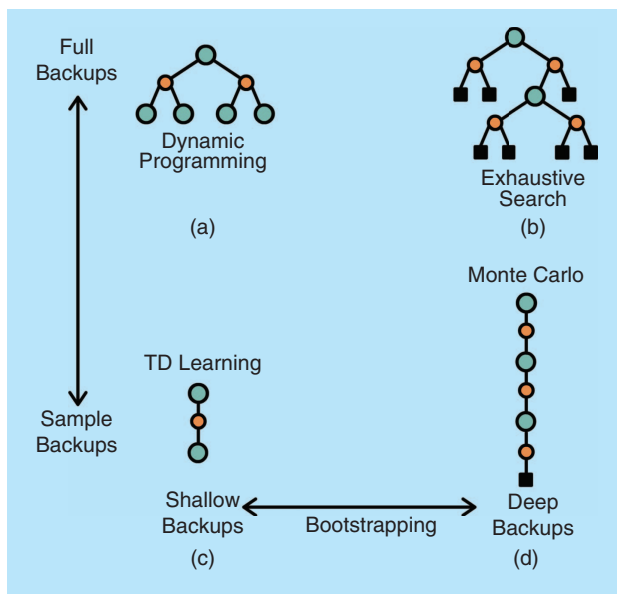 Full
Backups
Dynamic
Programming
(a)
Exhaustive
Search
(b)
Monte Carlo
TD Learning
Sample
Backups
Shallow
Backups
Bootstrapping
Deep
Backups
(c)
(d)